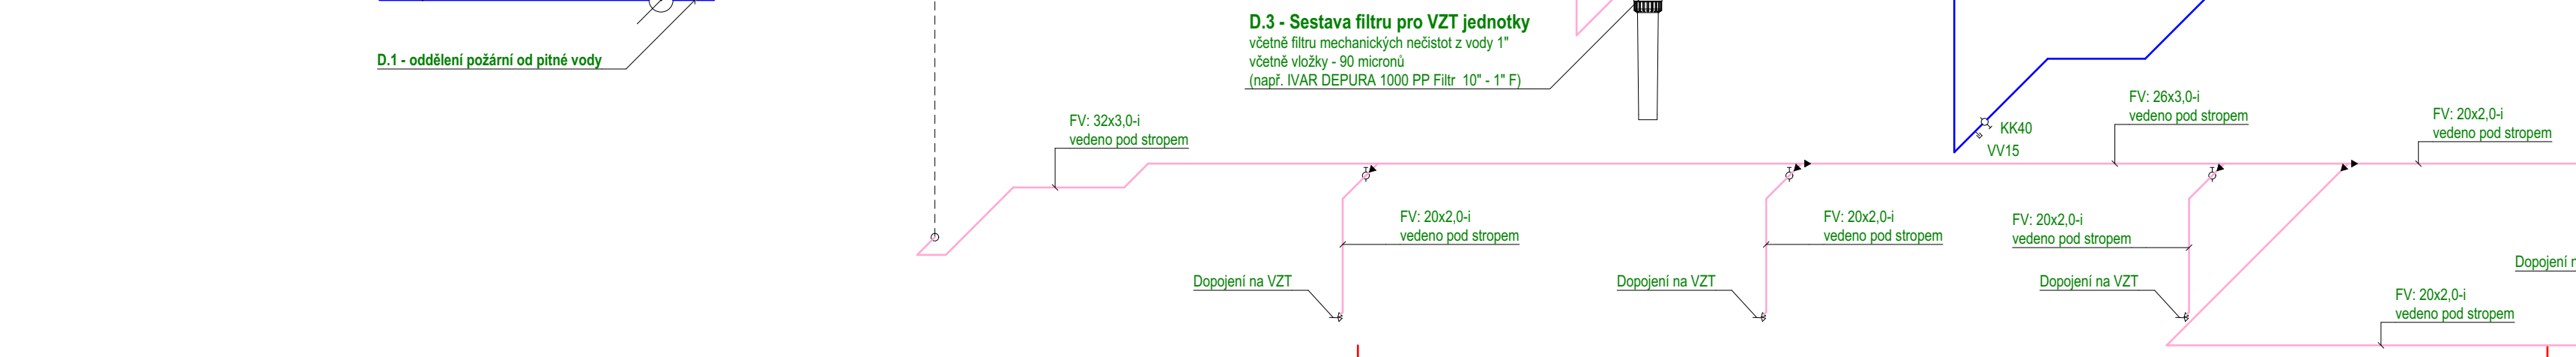 D.3 - Sestava filtru pro VZT jednotky
včetně filtru mechanických nečistot z vody 1"
včetně vložky - 90 micronů
(např. IVAR DEPURA 1000 PP Filtr  10" - 1" F)
D.1 - oddělení požární od pitné vody
FV: 32x3,0-i
vedeno pod stropem
KK40
VV15
FV: 26x3,0-i
vedeno pod stropem
FV: 20x2,0-i
vedeno pod stropem
FV: 20x2,0-i
vedeno pod stropem
FV: 20x2,0-i
vedeno pod stropem
FV: 20x2,0-i
vedeno pod stropem
Dopojení na VZT
Dopojení na VZT
Dopojení na VZT
Dopojení
FV: 20x2,0-i
vedeno pod stropem